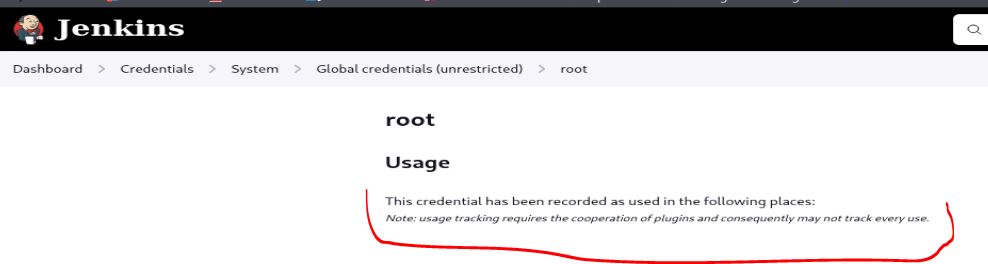 Jenkins
Dashboard > Credentials > System > Global credentials (unrestricted) > root
root
Usage
This credential has been recorded as used in the following places:
Note: usage tracking requires the cooperation of plugins and consequently may not track every use.